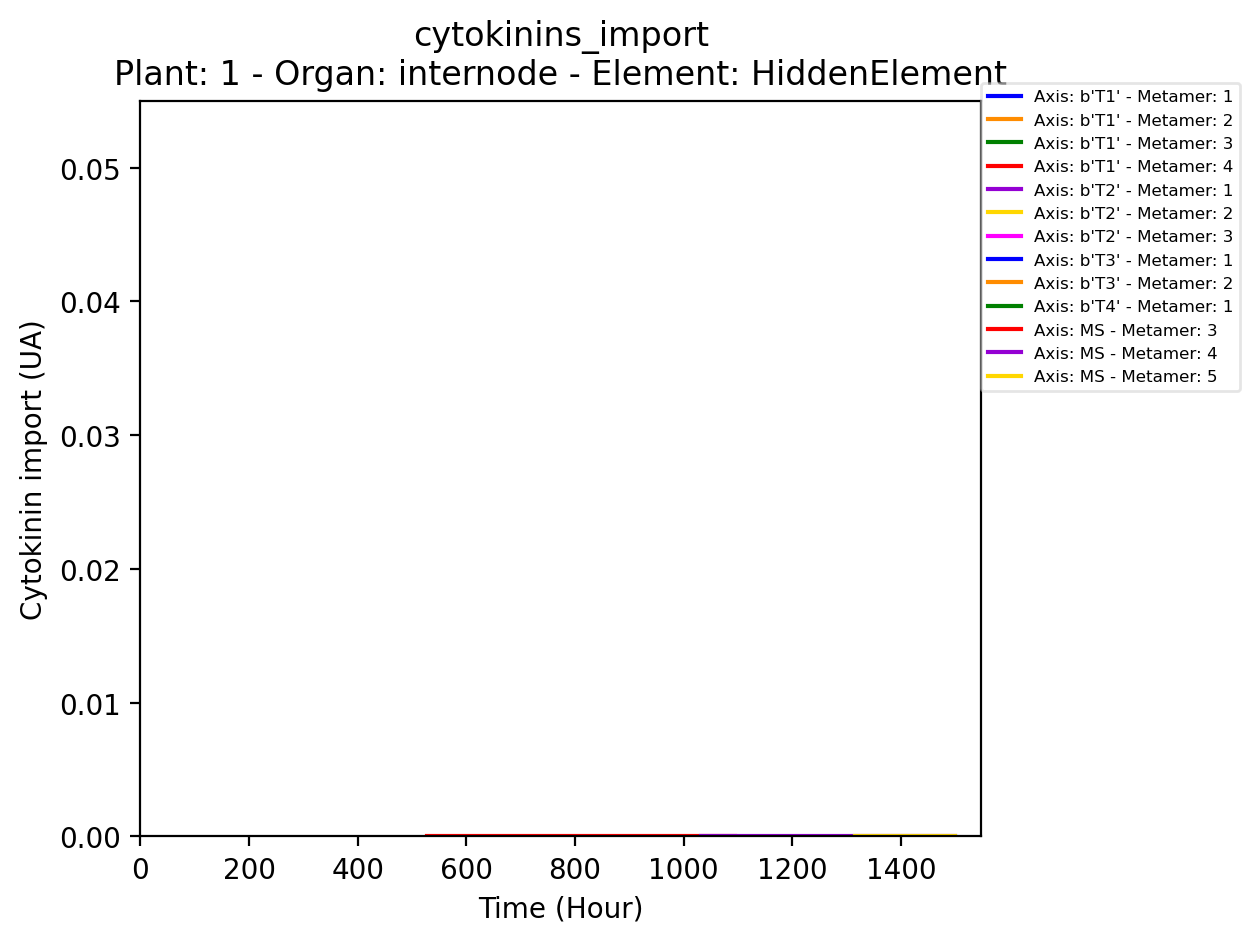 cytokinins_import
Plant: 1 - Organ: internode - Element: HiddenElement
Axis: b'T1' - Metamer: 1
Axis: b'T1' - Metamer: 2
Axis: b'T1' - Metamer: 3
Axis: b'T1' - Metamer: 4
Axis: b'T2' - Metamer: 1
Axis: b'T2' - Metamer: 2
Axis: b'T2' - Metamer: 3
Axis: b'T3' - Metamer: 1
Axis: b'T3' - Metamer: 2
Axis: b'T4' - Metamer: 1
Axis: MS - Metamer: 3
Axis: MS - Metamer: 4
Axis: MS - Metamer: 5
Cytokinin import (UA)
0.05
0.04
0.03
0.02
0.01
0.00
0 200 400 600 800 1000 1200 1400
Time (Hour)